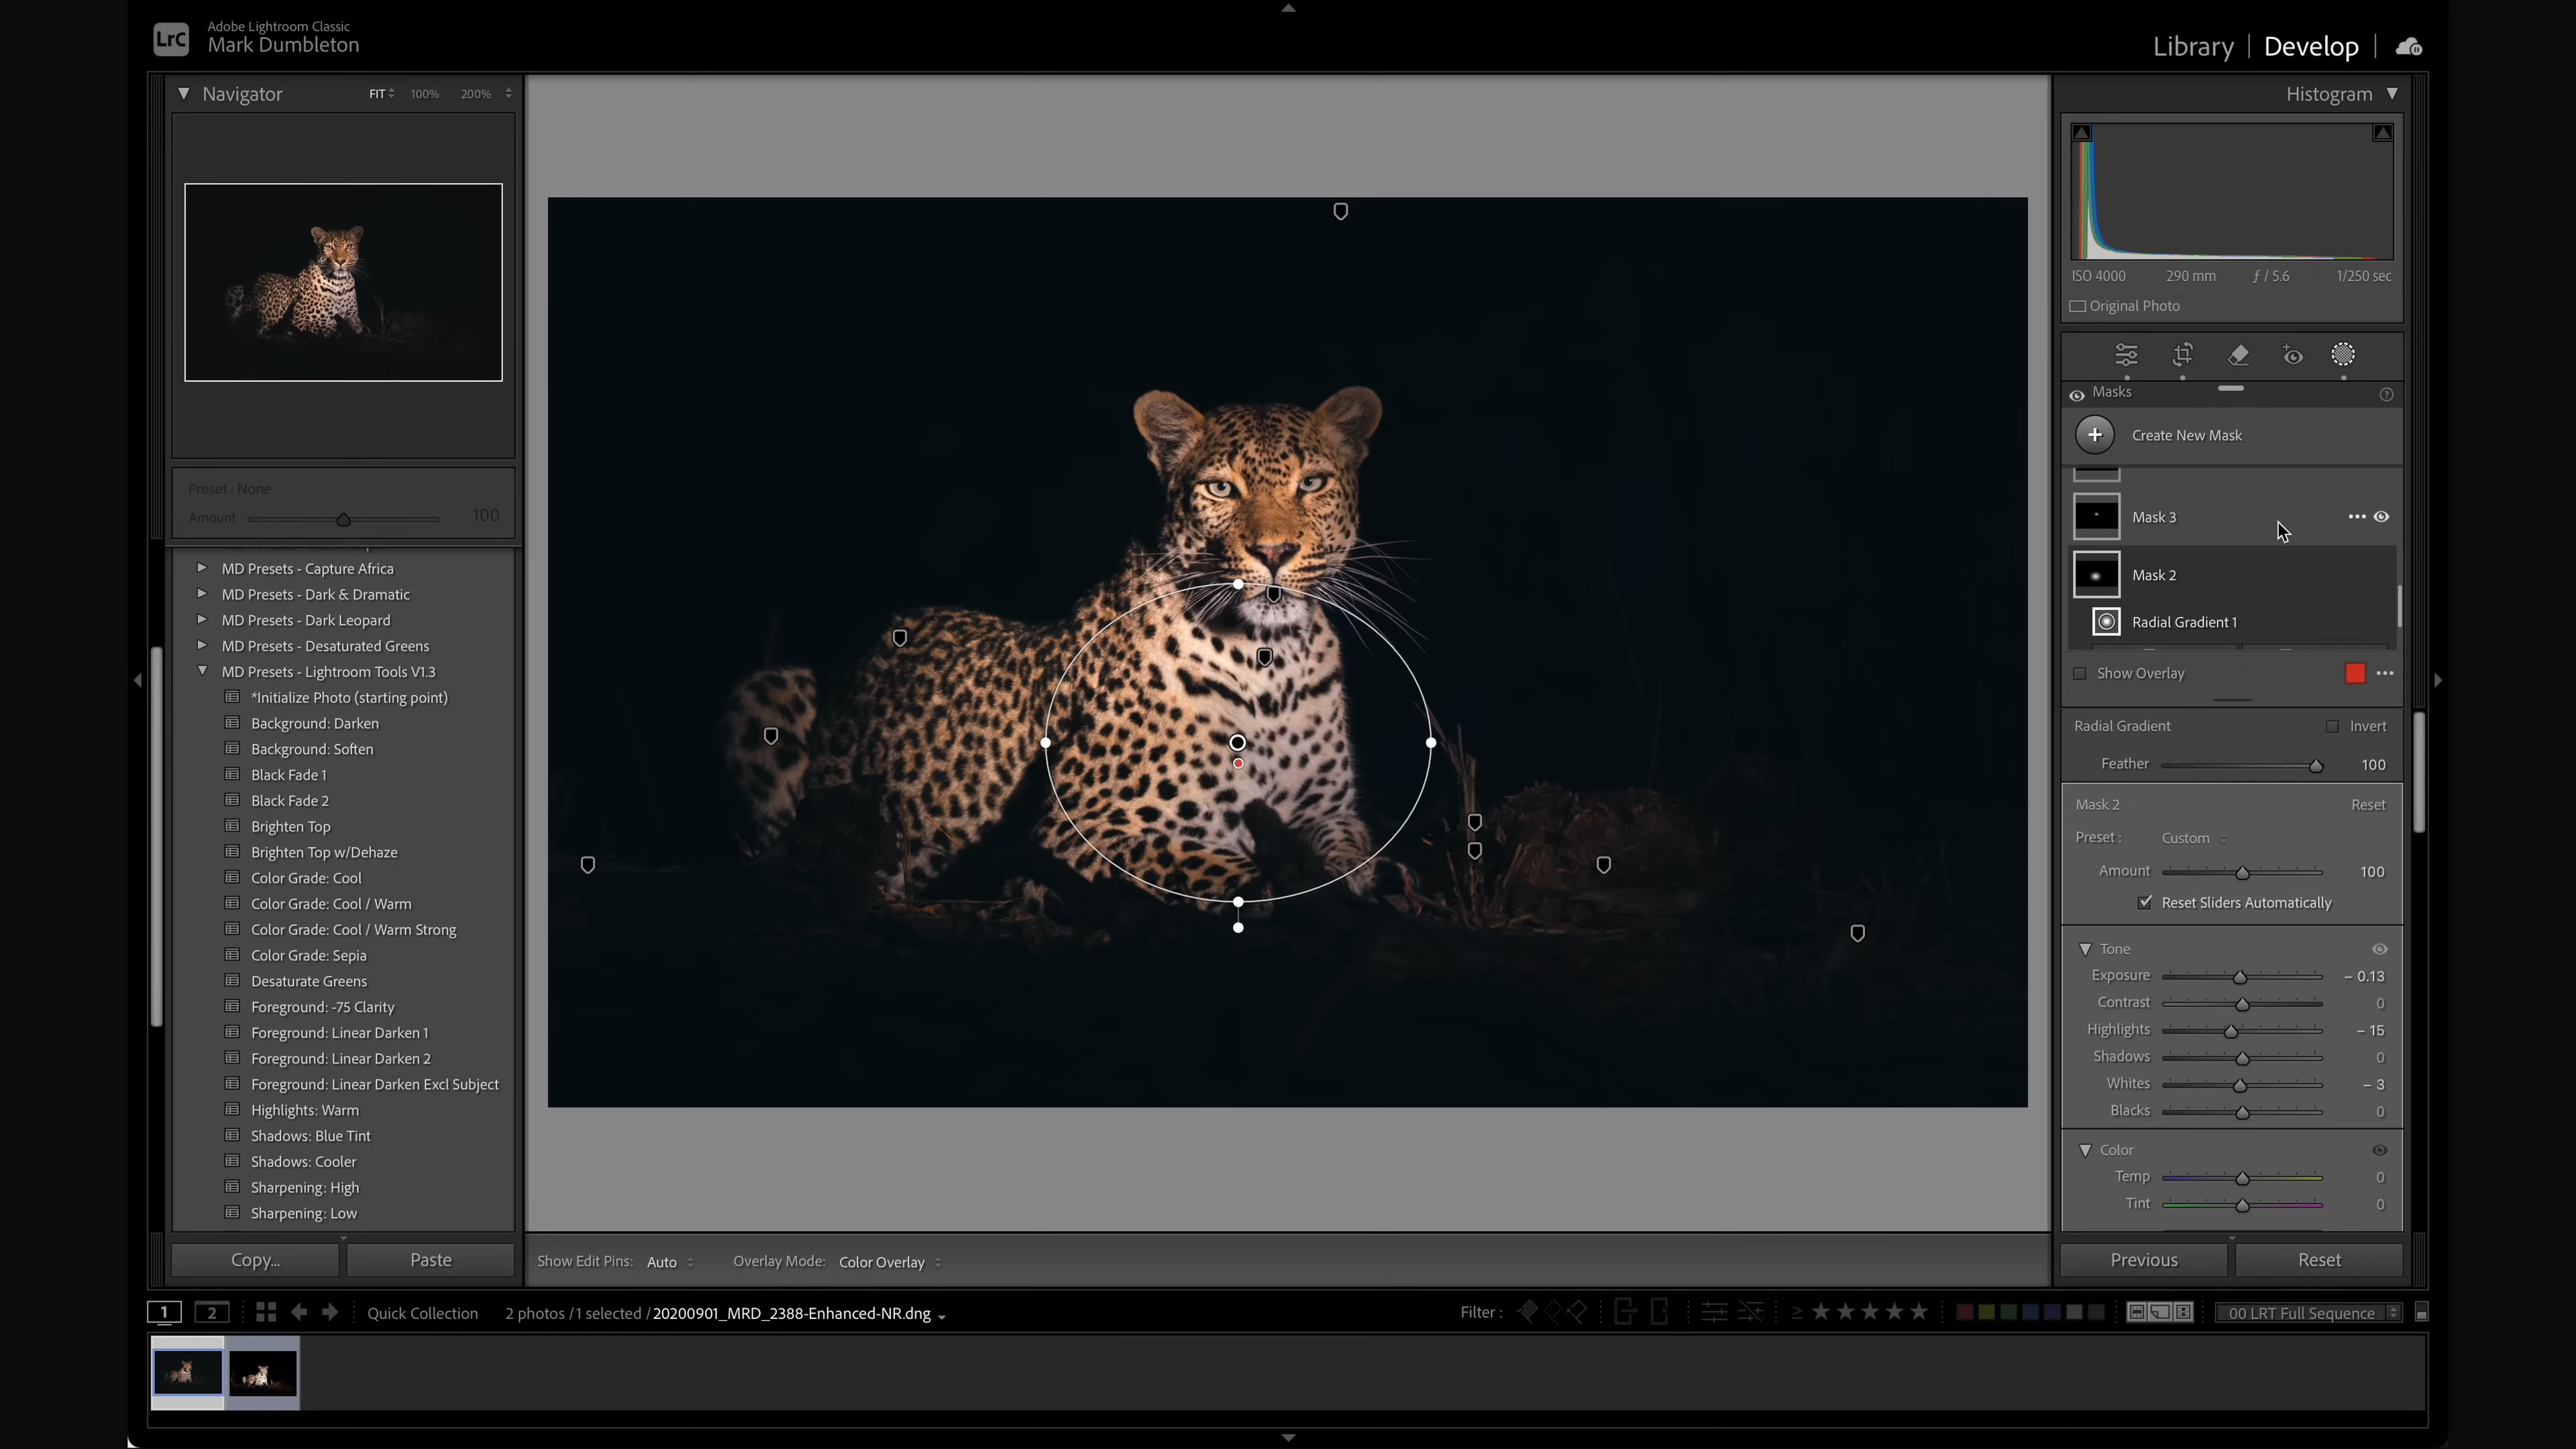 LrC
Adobe Lightroom Classic
Mark Dumbleton
Library | Develop
Navigator FIT 100% 200%
Preset : None
Amount 100
MD Presets - Capture Africa
MD Presets - Dark & Dramatic
MD Presets - Dark Leopard
MD Presets - Desaturated Greens
MD Presets - Lightroom Tools V1.3
*Initialize Photo (starting point)
Background: Darken
Background: Soften
Black Fade 1
Black Fade 2
Brighten Top
Brighten Top w/Dehaze
Color Grade: Cool
Color Grade: Cool / Warm
Color Grade: Cool / Warm Strong
Color Grade: Sepia
Desaturate Greens
Foreground: -75 Clarity
Foreground: Linear Darken 1
Foreground: Linear Darken 2
Foreground: Linear Darken Excl Subject
Highlights: Warm
Shadows: Blue Tint
Shadows: Cooler
Sharpening: High
Sharpening: Low
Copy... Paste
Show Edit Pins: Auto Overlay Mode: Color Overlay
Histogram
ISO 4000 290 mm ƒ / 5.6 1/250 sec
Original Photo
Masks
Create New Mask
Mask 3
Mask 2
Radial Gradient 1
Show Overlay
Radial Gradient Invert
Feather 100
Mask 2 Reset
Preset : Custom
Amount 100
Reset Sliders Automatically
Tone
Exposure – 0.13
Contrast 0
Highlights – 15
Shadows 0
Whites – 3
Blacks 0
Color
Temp 0
Tint 0
Previous Reset
1 2 Quick Collection 2 photos / 1 selected / 20200901_MRD_2388-Enhanced-NR.dng Filter : ≥ ★★★★★ 00 LRT Full Sequence